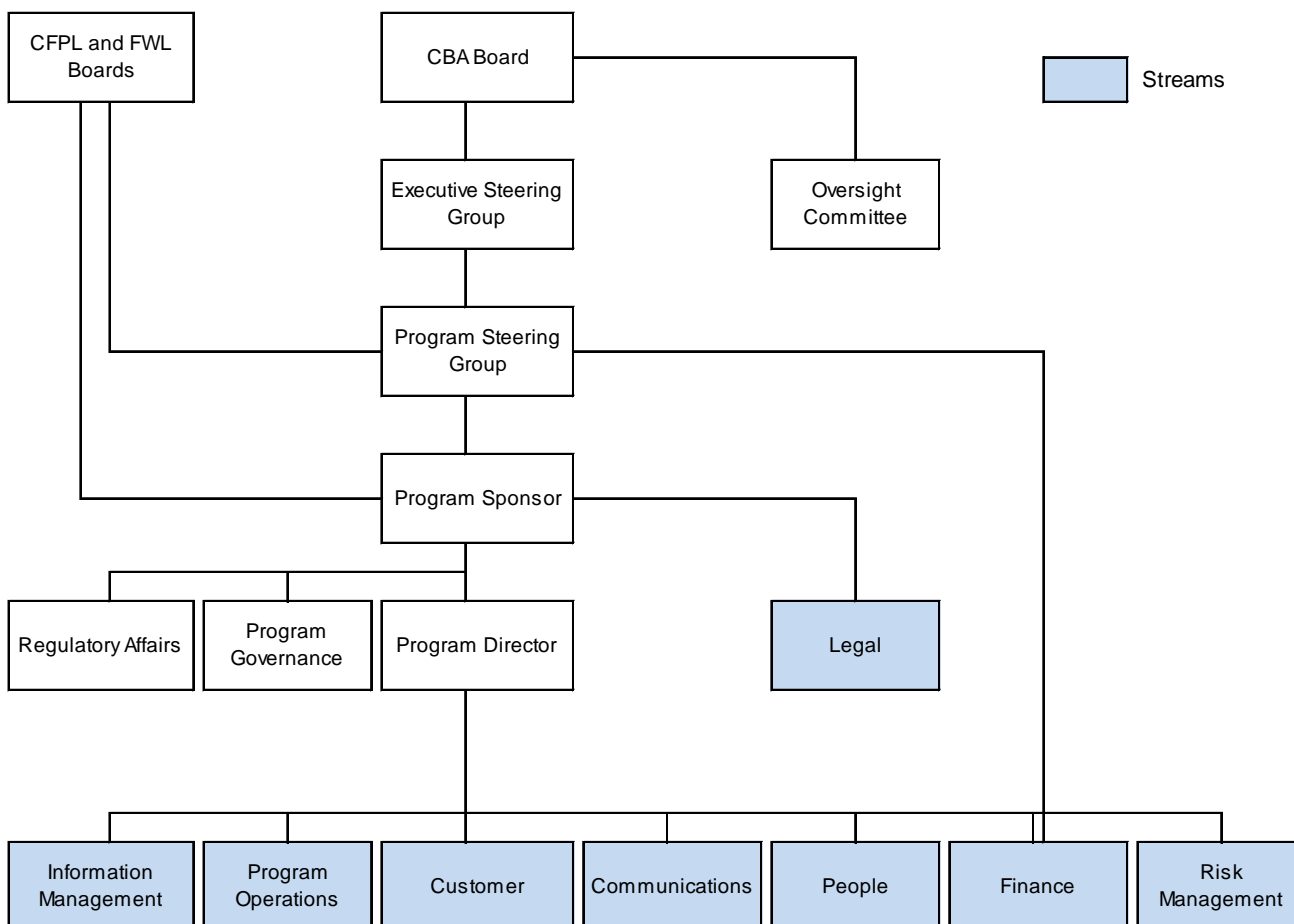 CFPL and FWL
Boards
CBA Board
Streams
Executive Steering
Group
Oversight
Committee
Program Steering
Group
Program Sponsor
Regulatory Affairs
Program
Governance
Program Director
Legal
Information
Management
Program
Operations
Customer
Communications
People
Finance
Risk
Management